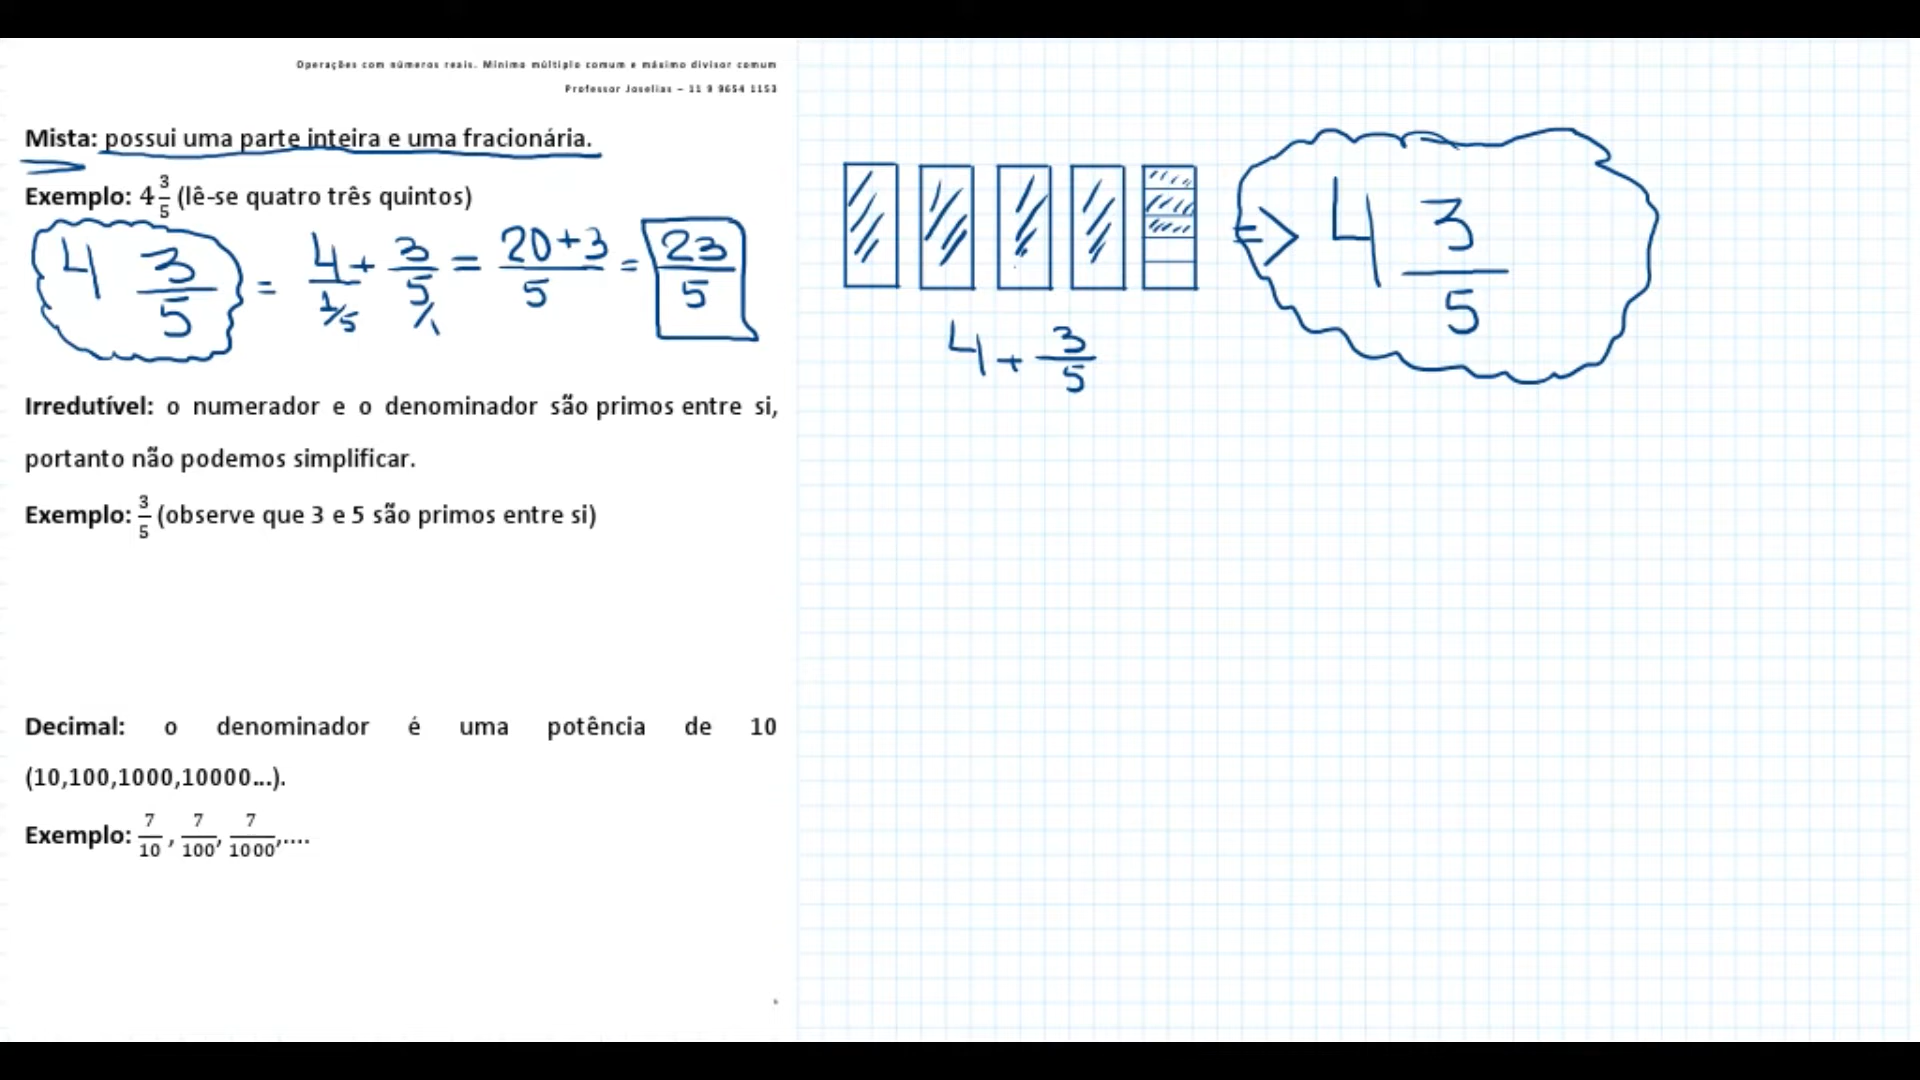 Operações com números reais. Mínimo múltiplo comum e máximo divisor comum
Professor Joselias – 11 9 9654 1153
Mista: possui uma parte inteira e uma fracionária.
Exemplo: 4 3/5 (lê-se quatro três quintos)
4 3/5 = 4/1 + 3/5 = 20+3/5 = 23/5
/5 /1
Irredutível: o numerador e o denominador são primos entre si,
portanto não podemos simplificar.
Exemplo: 3/5 (observe que 3 e 5 são primos entre si)
Decimal: o denominador é uma potência de 10
(10,100,1000,10000...).
Exemplo: 7/10 , 7/100, 7/1000,....
=> 4 3/5
4 + 3/5